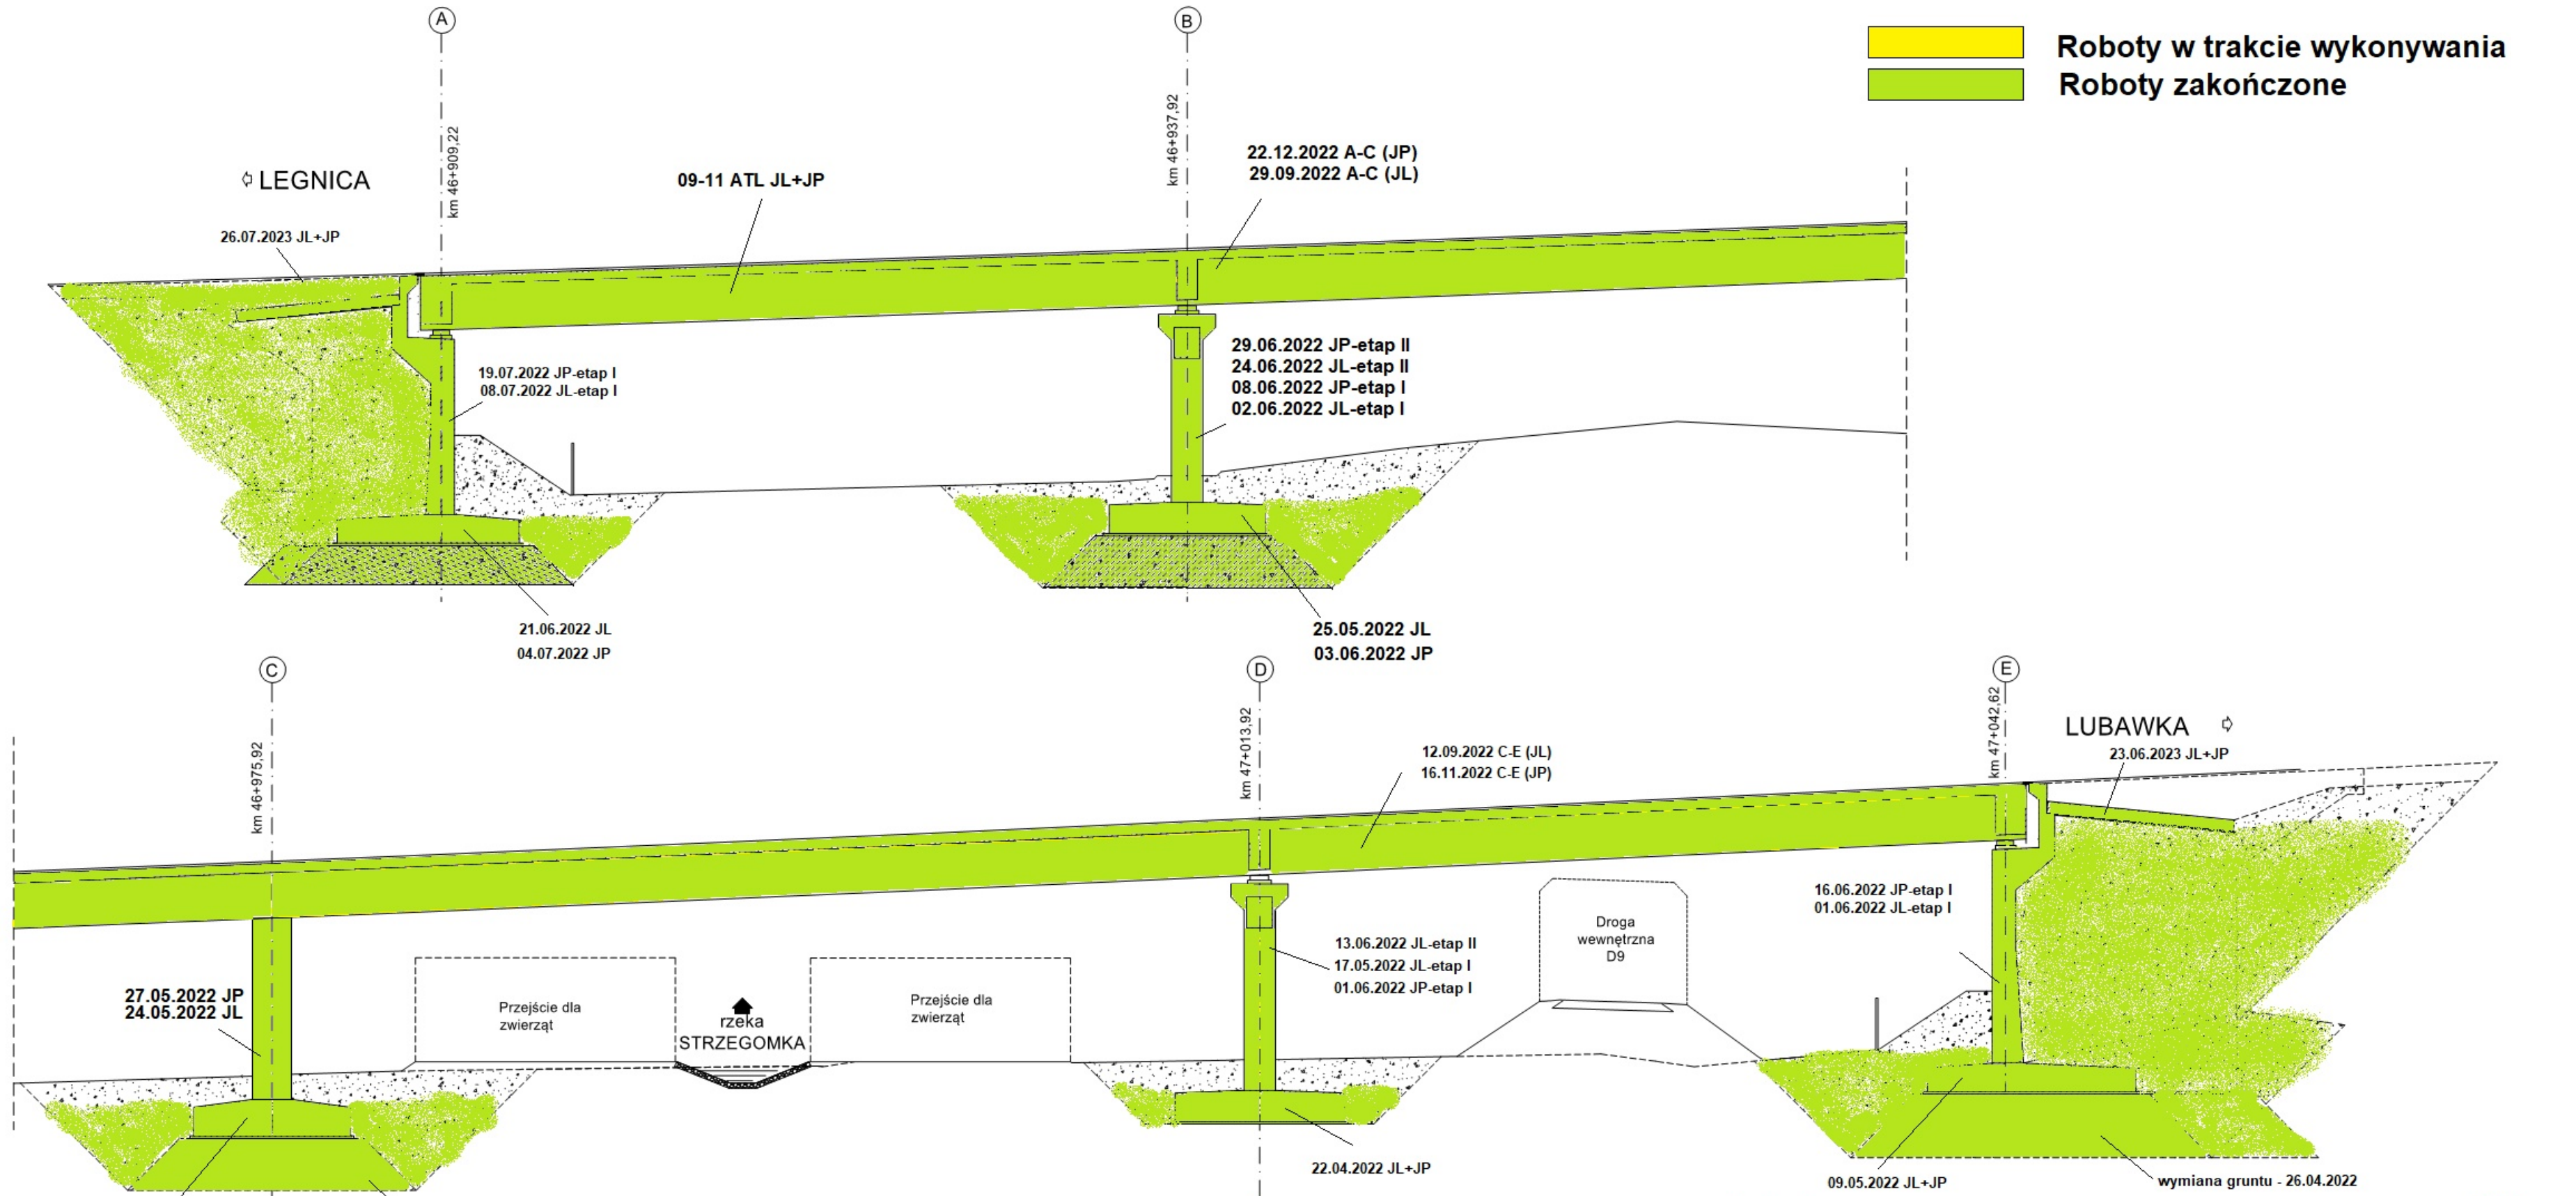 A
B
Roboty w trakcie wykonywania
Roboty zakończone
km 46+909,22
km 46+937,92
22.12.2022 A-C (JP)
29.09.2022 A-C (JL)
LEGNICA
09-11 ATL JL+JP
26.07.2023 JL+JP
19.07.2022 JP-etap I
08.07.2022 JL-etap I
29.06.2022 JP-etap II
24.06.2022 JL-etap II
08.06.2022 JP-etap I
02.06.2022 JL-etap I
21.06.2022 JL
04.07.2022 JP
25.05.2022 JL
03.06.2022 JP
C
D
E
km 46+975,92
km 47+013,92
km 47+042,62
LUBAWKA
23.06.2023 JL+JP
12.09.2022 C-E (JL)
16.11.2022 C-E (JP)
16.06.2022 JP-etap I
01.06.2022 JL-etap I
Droga
wewnętrzna
D9
13.06.2022 JL-etap II
17.05.2022 JL-etap I
01.06.2022 JP-etap I
27.05.2022 JP
24.05.2022 JL
Przejście dla
zwierząt
rzeka
STRZEGOMKA
Przejście dla
zwierząt
22.04.2022 JL+JP
09.05.2022 JL+JP
wymiana gruntu - 26.04.2022